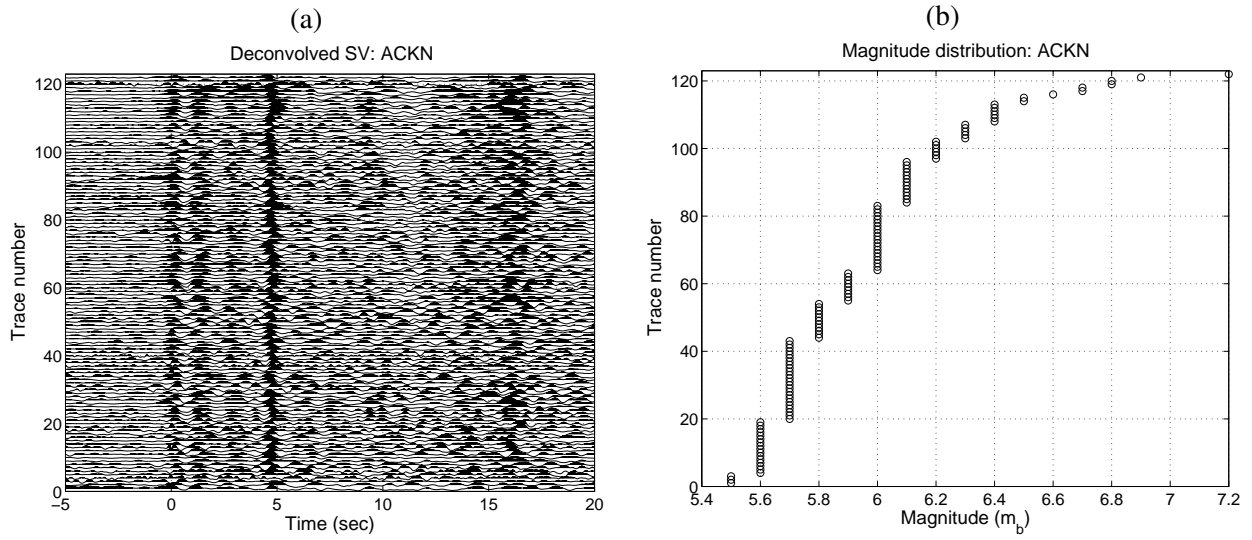 (a)
Deconvolved SV: ACKN
120
100
80
60
40
20
0
Trace number
−5 0 5 10 15 20
Time (sec)
(b)
Magnitude distribution: ACKN
120
100
80
60
40
20
0
Trace number
5.4 5.6 5.8 6 6.2 6.4 6.6 6.8 7 7.2
Magnitude (m_b)